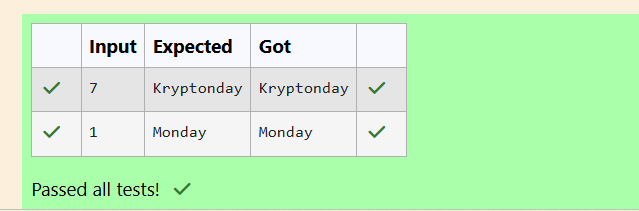 Input Expected Got
7 Kryptonday Kryptonday
1 Monday Monday
Passed all tests!